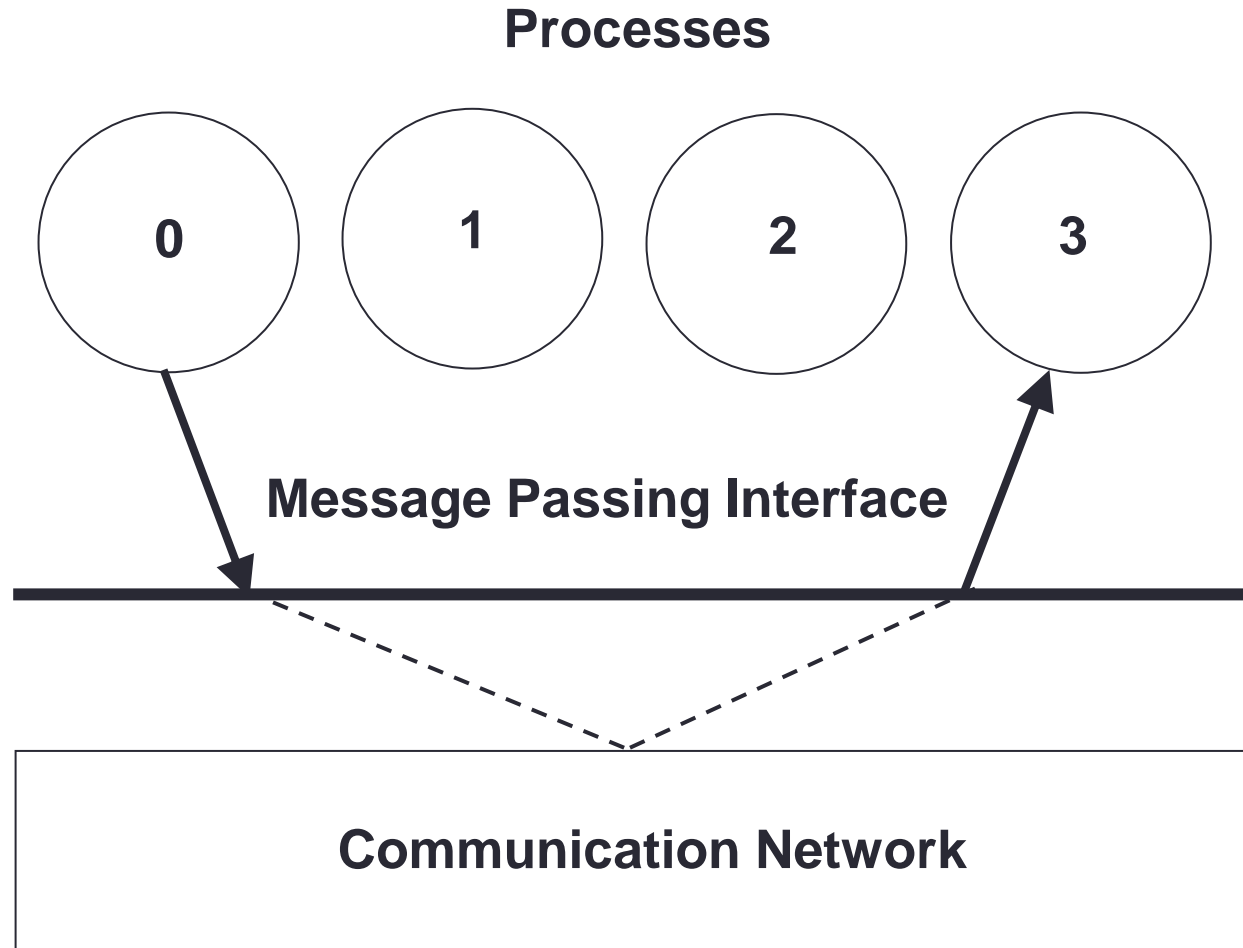 Processes
0
1
2
3
Message Passing Interface
Communication Network